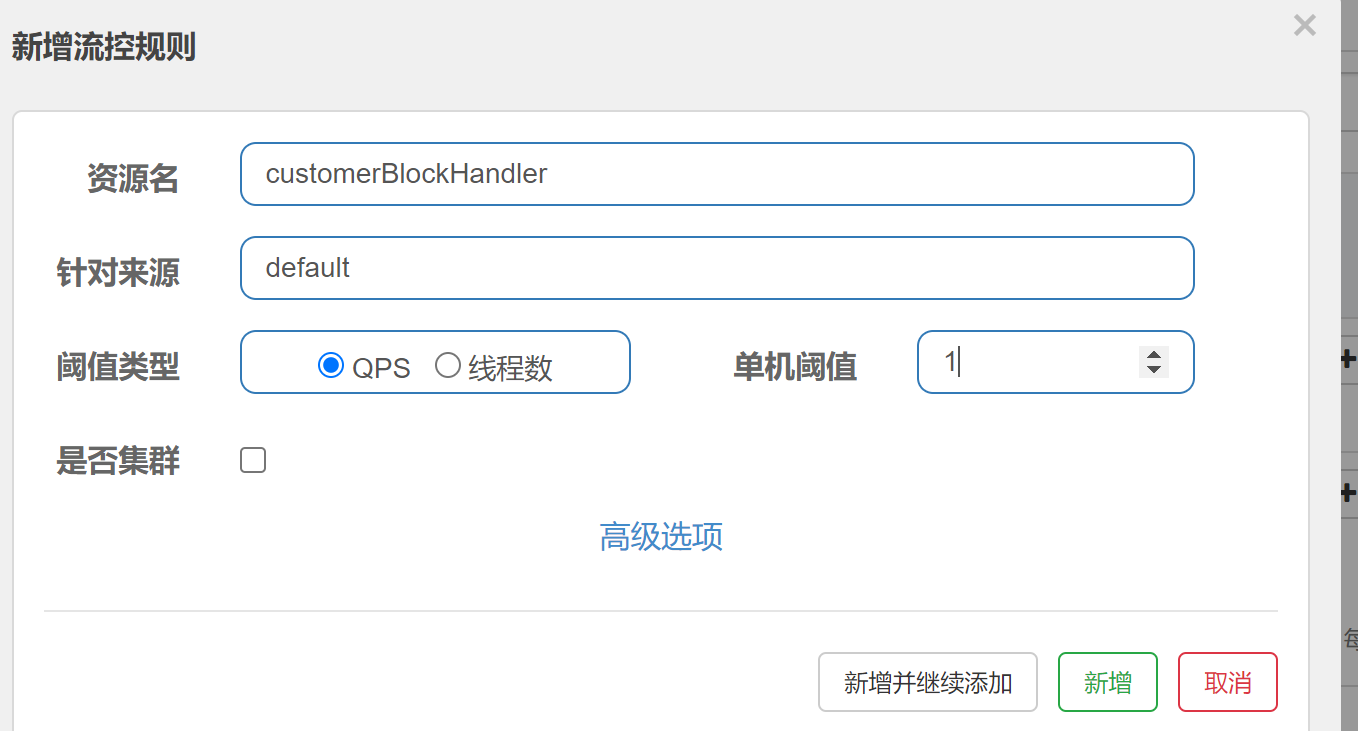 新增流控规则
资源名 customerBlockHandler
针对来源 default
阈值类型 QPS 线程数 单机阈值 1
是否集群
高级选项
新增并继续添加 新增 取消